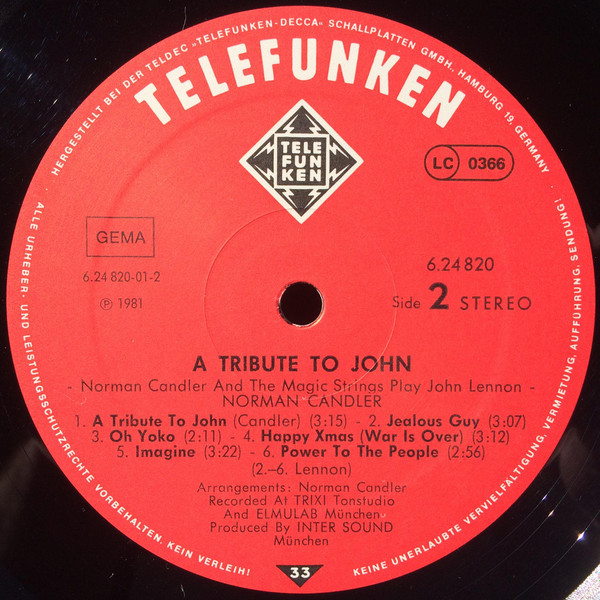 HERGESTELLT BEI DER TELDEC »TELEFUNKEN-DECCA« SCHALLPLATTEN GMBH., HAMBURG 19, GERMANY ·
TELEFUNKEN
TELE
FUN
KEN
LC 0366
GEMA
6.24 820-01-2
℗ 1981
6.24 820
Side 2 STEREO
A TRIBUTE TO JOHN
- Norman Candler And The Magic Strings Play John Lennon -
NORMAN CANDLER
1. A Tribute To John (Candler) (3:15) - 2. Jealous Guy (3:07)
3. Oh Yoko (2:11) - 4. Happy Xmas (War Is Over) (3:12)
5. Imagine (3:22) - 6. Power To The People (2:56)
(2.-6. Lennon)
Arrangements: Norman Candler
Recorded At TRIXI Tonstudio
And ELMULAB München
Produced By INTER SOUND
München
33
ALLE URHEBER- UND LEISTUNGSSCHUTZRECHTE VORBEHALTEN. KEIN VERLEIH!
KEINE UNERLAUBTE VERVIELFÄLTIGUNG, VERMIETUNG, AUFFÜHRUNG, SENDUNG!